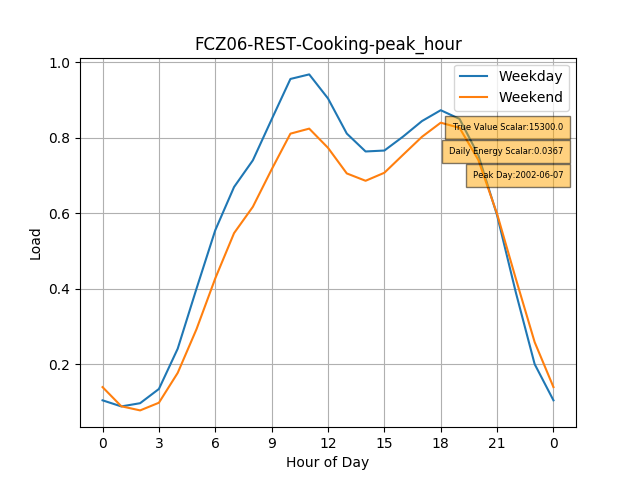 FCZ06-REST-Cooking-peak_hour
1.0
0.8
0.6
0.4
0.2
Load
Weekday
Weekend
True Value Scalar:15300.0
Daily Energy Scalar:0.0367
Peak Day:2002-06-07
0 3 6 9 12 15 18 21 0
Hour of Day